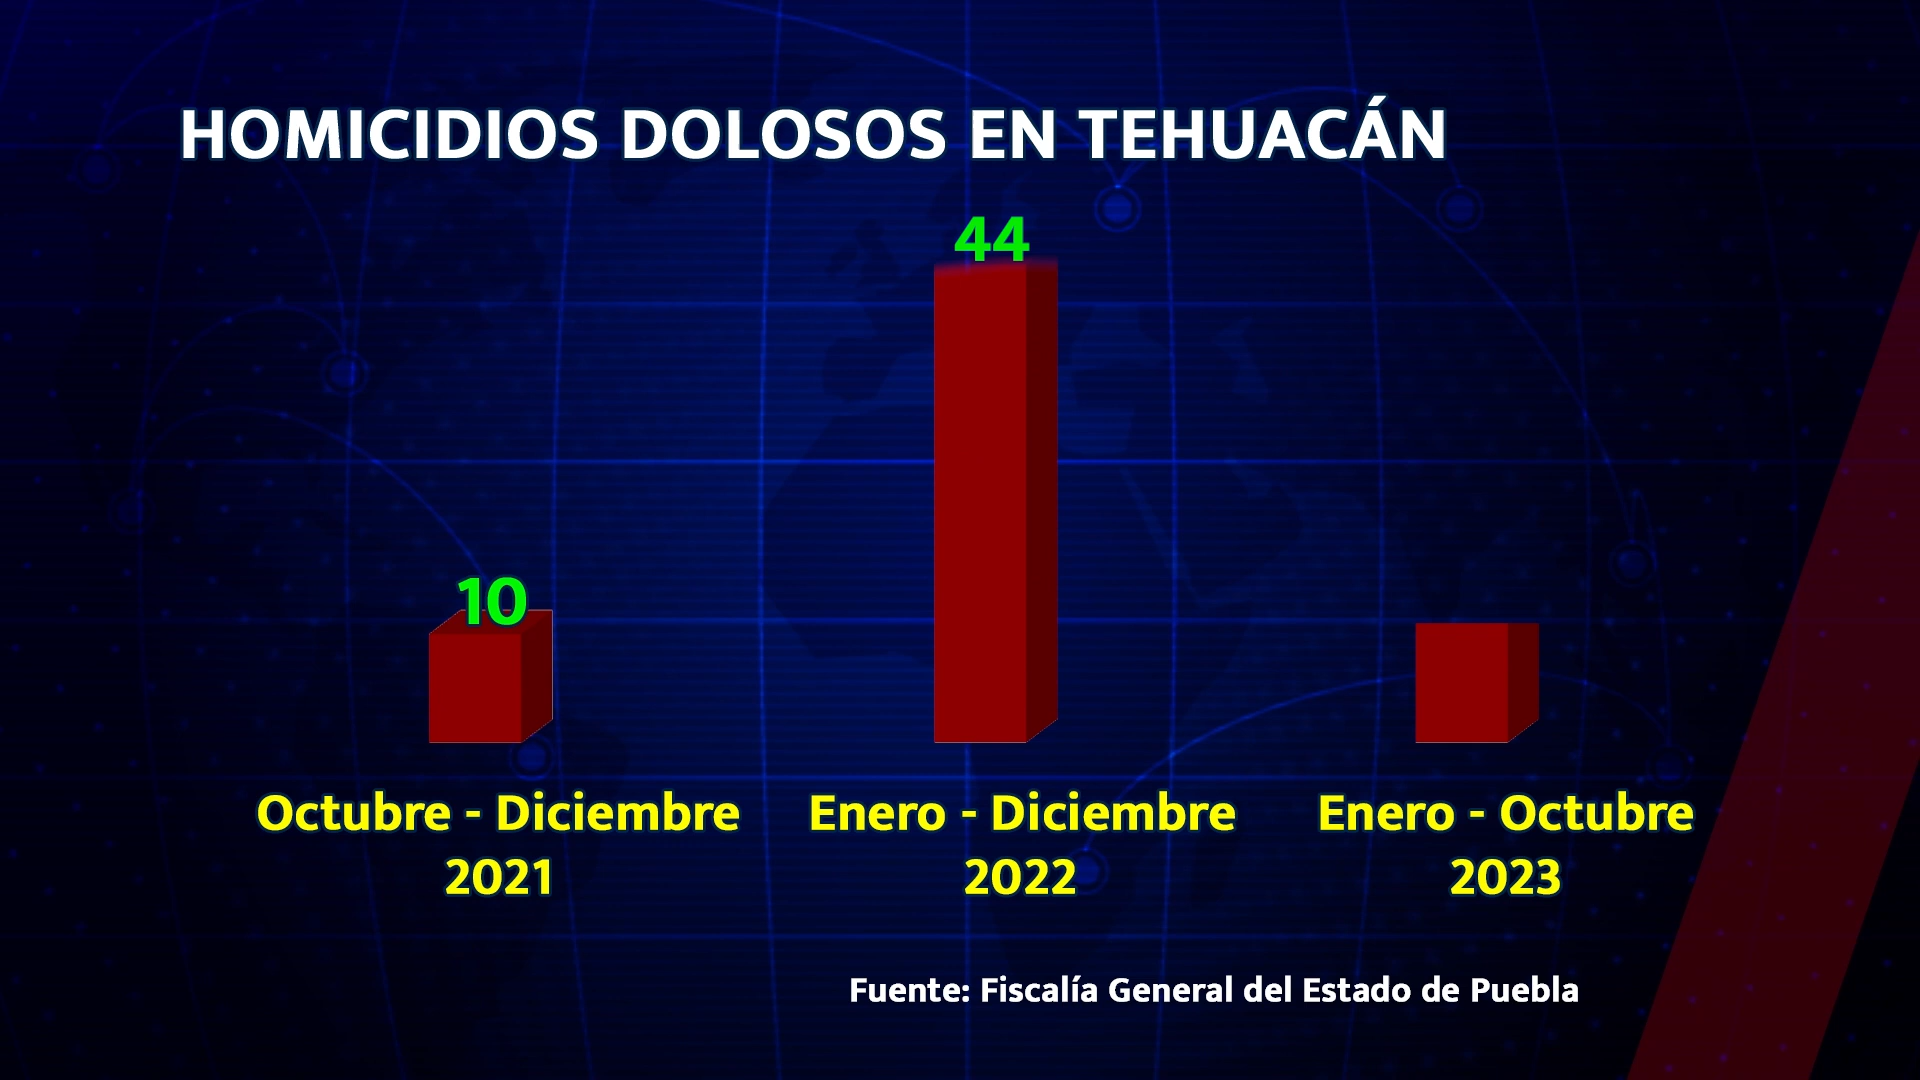 HOMICIDIOS DOLOSOS EN TEHUACÁN
44
10
Octubre - Diciembre
2021
Enero - Diciembre
2022
Enero - Octubre
2023
Fuente: Fiscalía General del Estado de Puebla